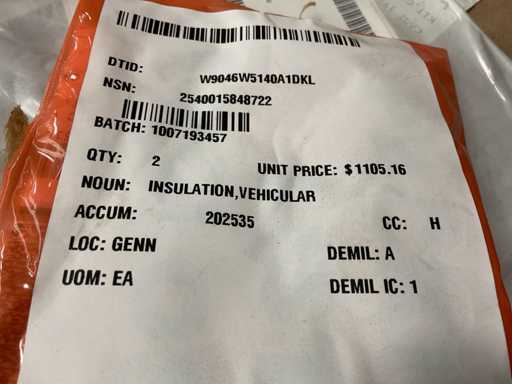 DTID: W9046W5140A1DKL
NSN: 2540015848722
BATCH: 1007193457
QTY: 2 UNIT PRICE: $1105.16
NOUN: INSULATION,VEHICULAR
ACCUM: 202535 CC: H
LOC: GENN DEMIL: A
UOM: EA DEMIL IC: 1